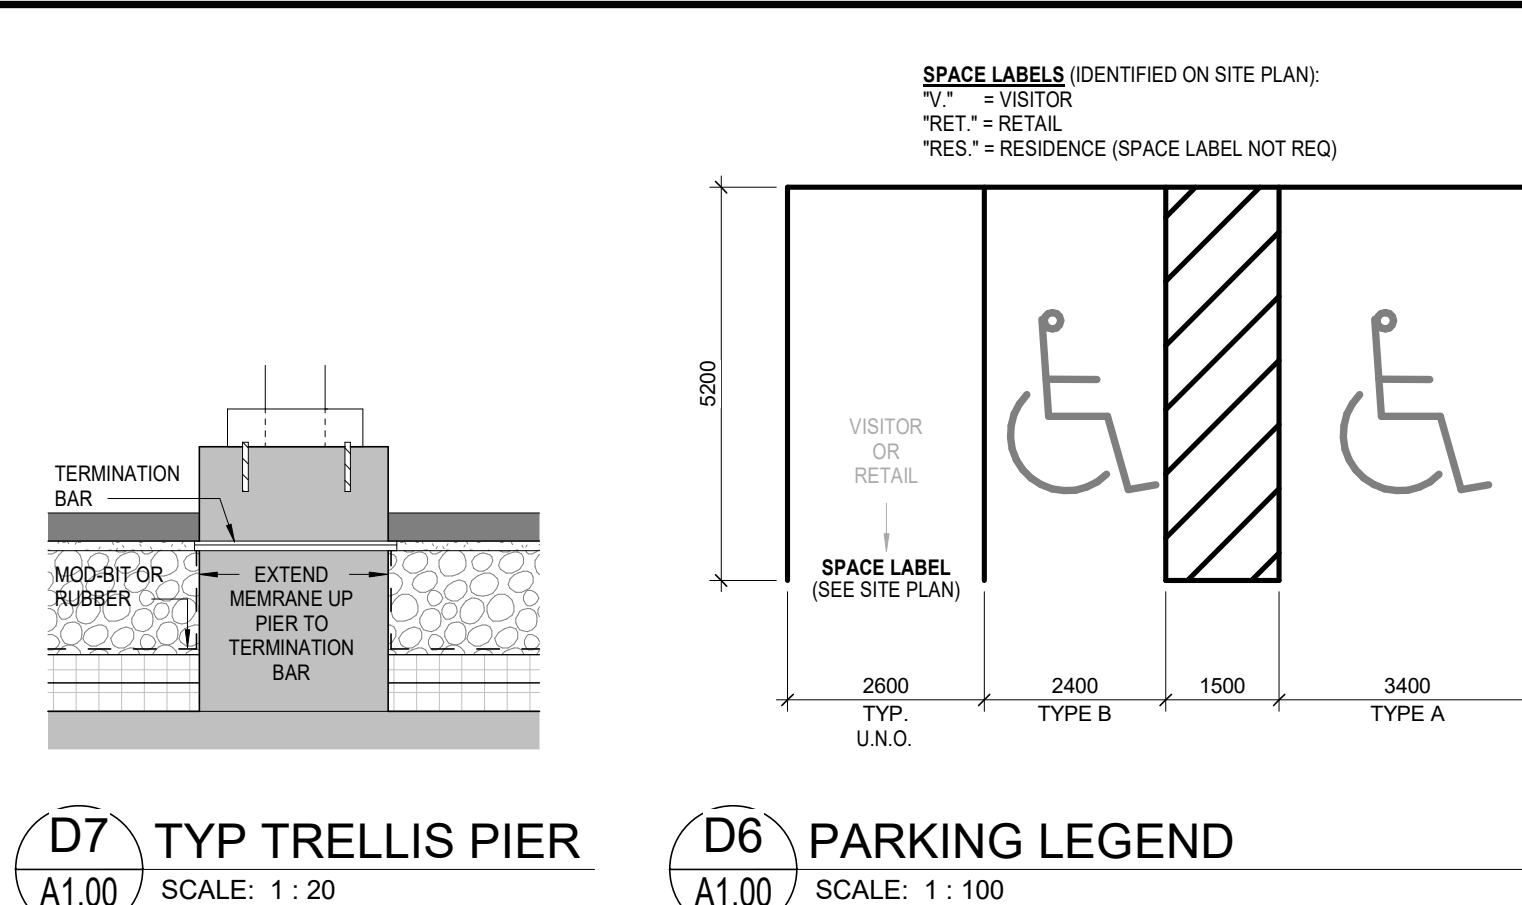 SPACE LABELS (IDENTIFIED ON SITE PLAN):
"V." = VISITOR
"RET." = RETAIL
"RES." = RESIDENCE (SPACE LABEL NOT REQ)
5200
VISITOR
OR
RETAIL
SPACE LABEL
(SEE SITE PLAN)
2600
TYP.
U.N.O.
2400
TYPE B
1500
3400
TYPE A
TERMINATION
BAR
MOD-BIT OR
RUBBER
EXTEND
MEMRANE UP
PIER TO
TERMINATION
BAR
D7
A1.00
TYP TRELLIS PIER
SCALE: 1 : 20
D6
A1.00
PARKING LEGEND
SCALE: 1 : 100